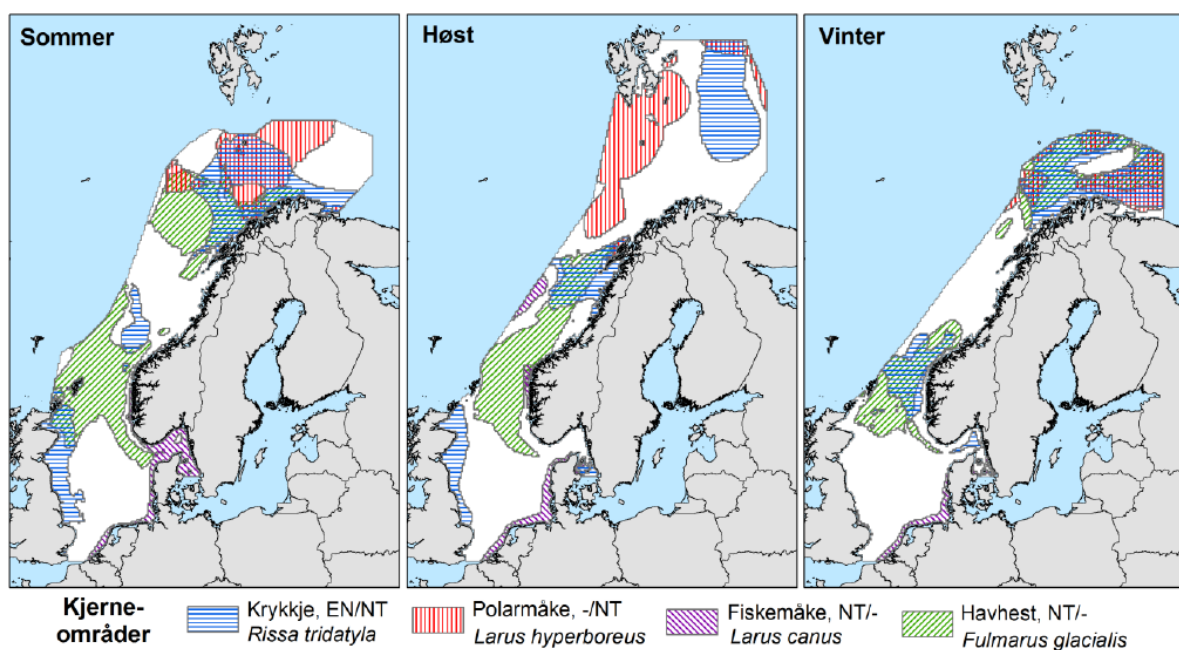 Sommer
Høst
Vinter
Kjerne-
områder
Krykkje, EN/NT
Rissa tridatyla
Polarmåke, -/NT
Larus hyperboreus
Fiskemåke, NT/-
Larus canus
Havhest, NT/-
Fulmarus glacialis